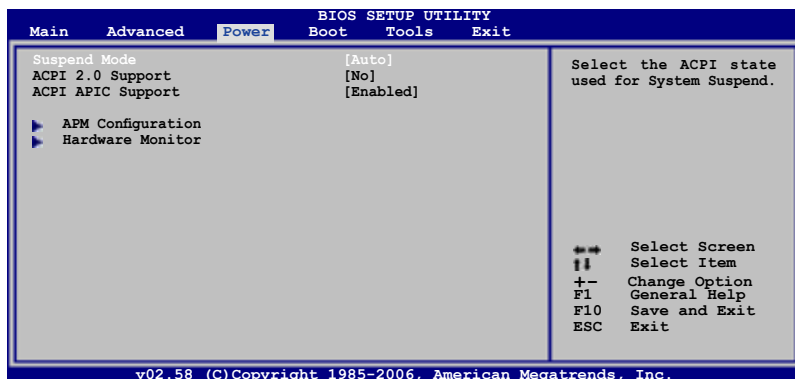 BIOS SETUP UTILITY
Main Advanced Power Boot Tools Exit
Suspend Mode [Auto]
ACPI 2.0 Support [No]
ACPI APIC Support [Enabled]
APM Configuration
Hardware Monitor
Select the ACPI state
used for System Suspend.
Select Screen
Select Item
+- Change Option
F1 General Help
F10 Save and Exit
ESC Exit
v02.58 (C)Copyright 1985-2006, American Megatrends, Inc.